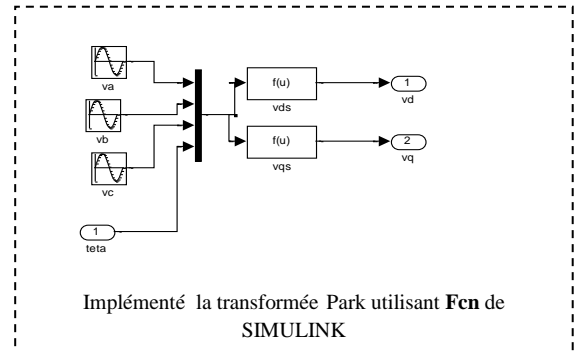 va
vb
vc
1
teta
f(u)
vds
f(u)
vqs
1
vd
2
vq
Implémenté la transformée Park utilisant Fcn de
SIMULINK